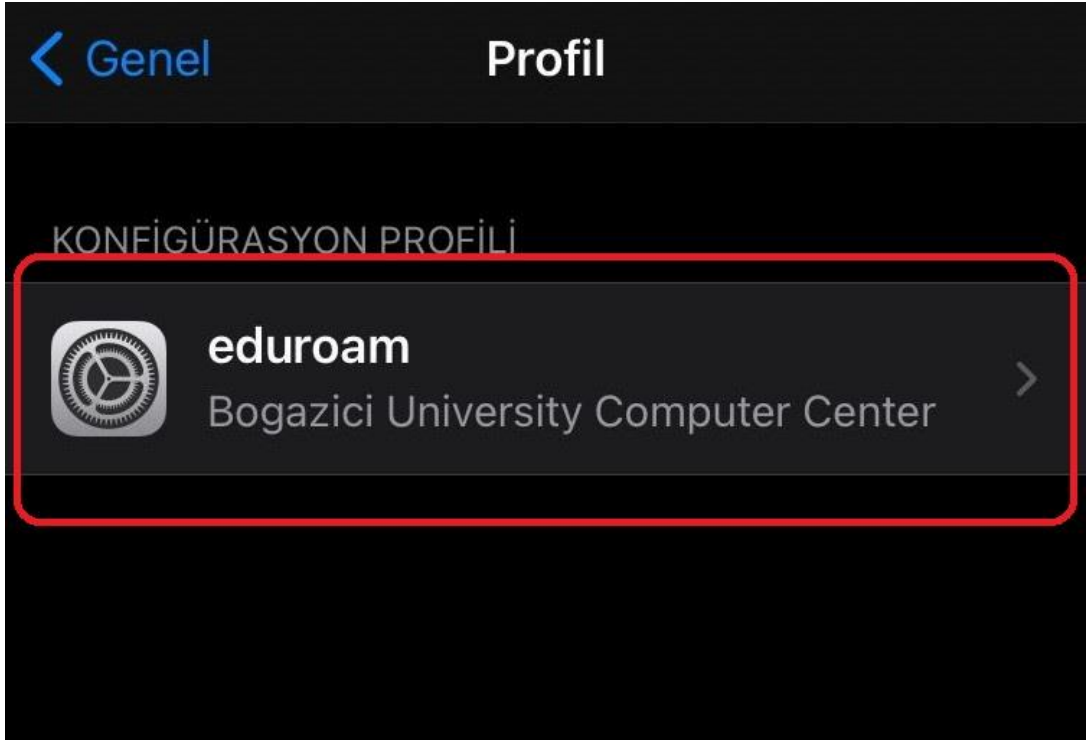 Genel
Profil
KONFİGÜRASYON PROFİLİ
eduroam
Bogazici University Computer Center